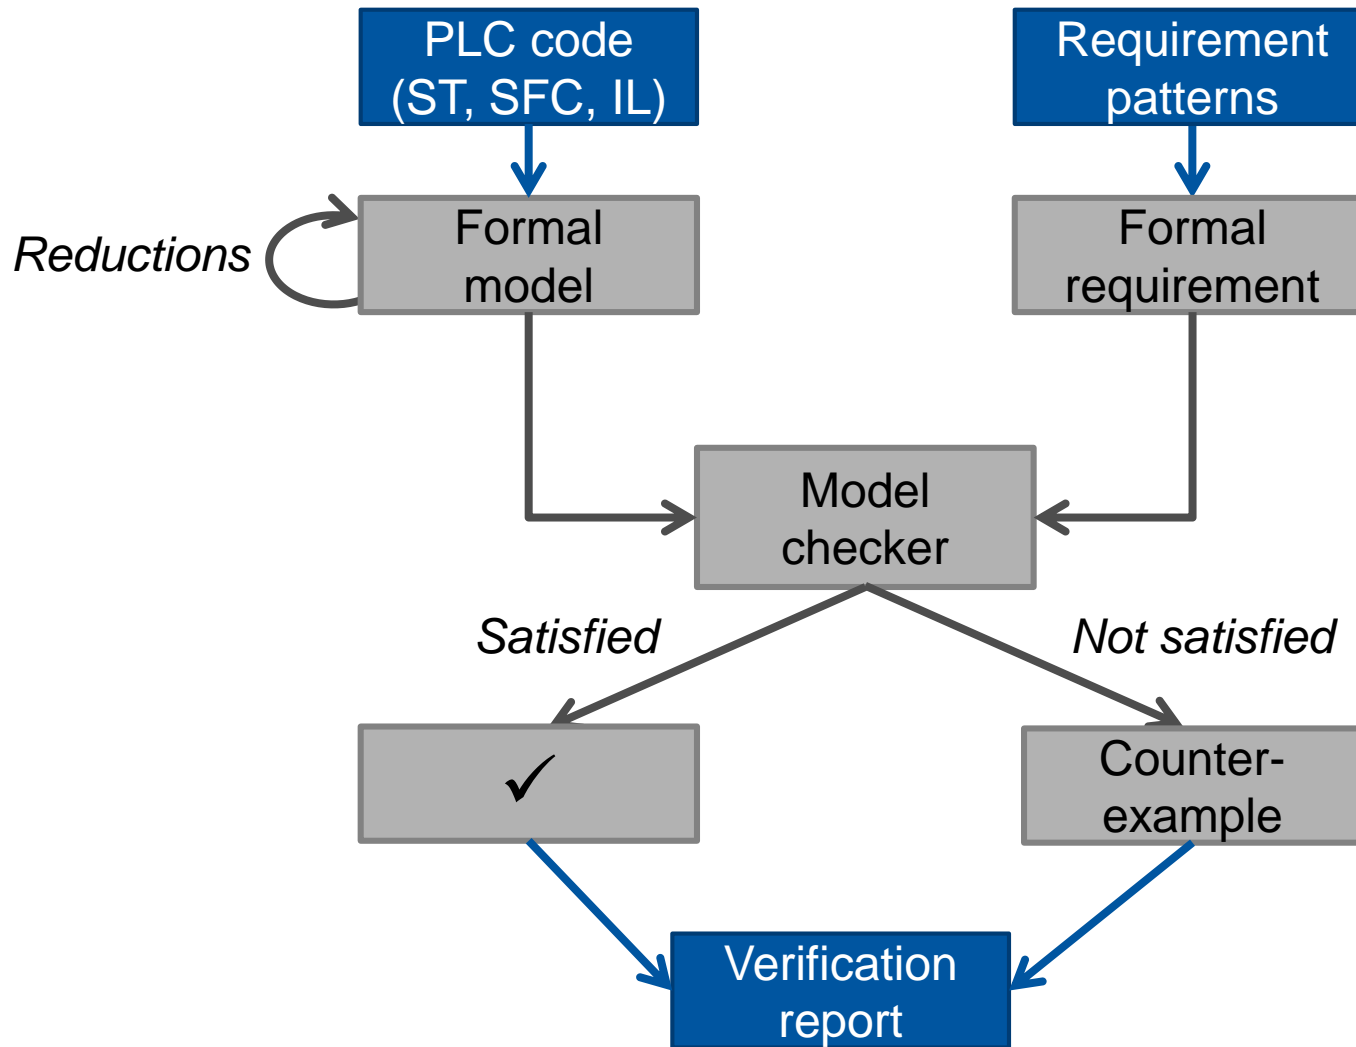 PLC code
(ST, SFC, IL)
Requirement
patterns
Reductions
Formal
model
Formal
requirement
Model
checker
Satisfied
Not satisfied
✓
Counter-
example
Verification
report